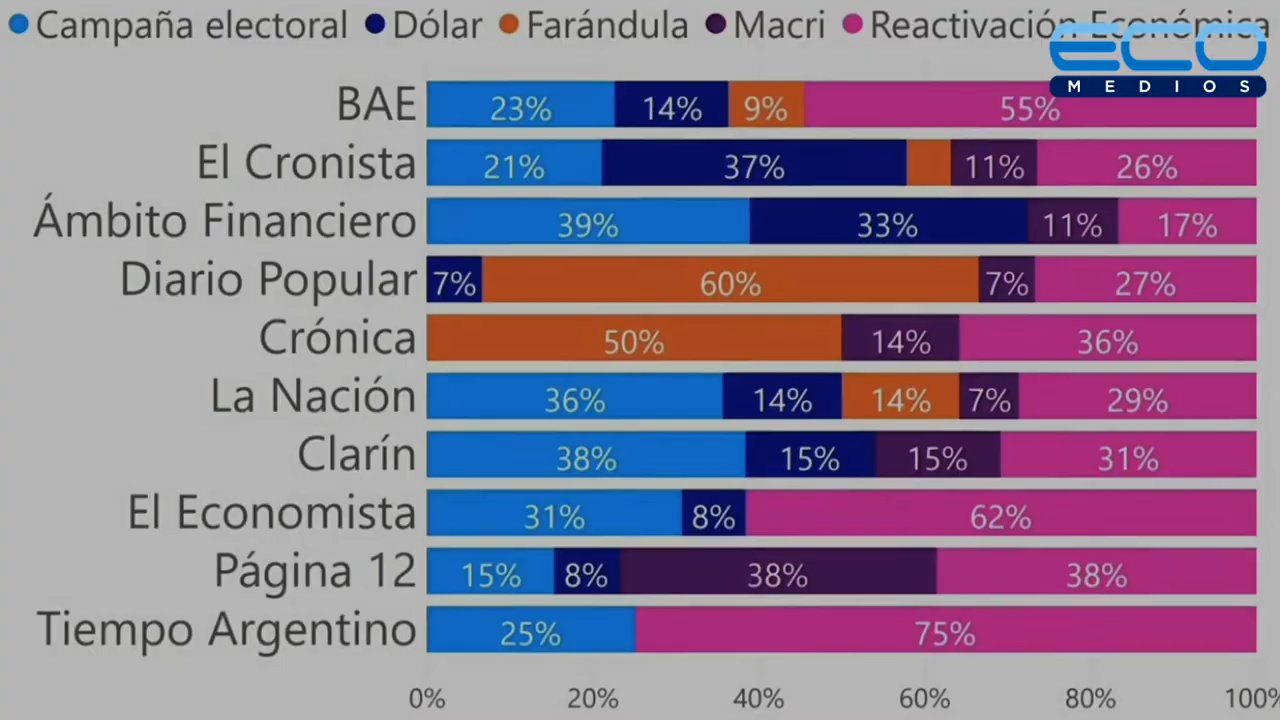 Campaña electoral Dólar Farándula Macri Reactivación Económica
eco
MEDIOS
BAE 23% 14% 9% 55%
El Cronista 21% 37% 11% 26%
Ámbito Financiero 39% 33% 11% 17%
Diario Popular 7% 60% 7% 27%
Crónica 50% 14% 36%
La Nación 36% 14% 14% 7% 29%
Clarín 38% 15% 15% 31%
El Economista 31% 8% 62%
Página 12 15% 8% 38% 38%
Tiempo Argentino 25% 75%
0% 20% 40% 60% 80% 100%